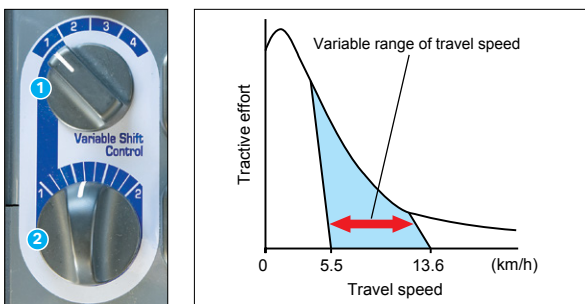 1 2 3 4
1
Variable Shift
Control
1 2
2
Variable range of travel speed
Tractive effort
0 5.5 13.6 (km/h)
Travel speed